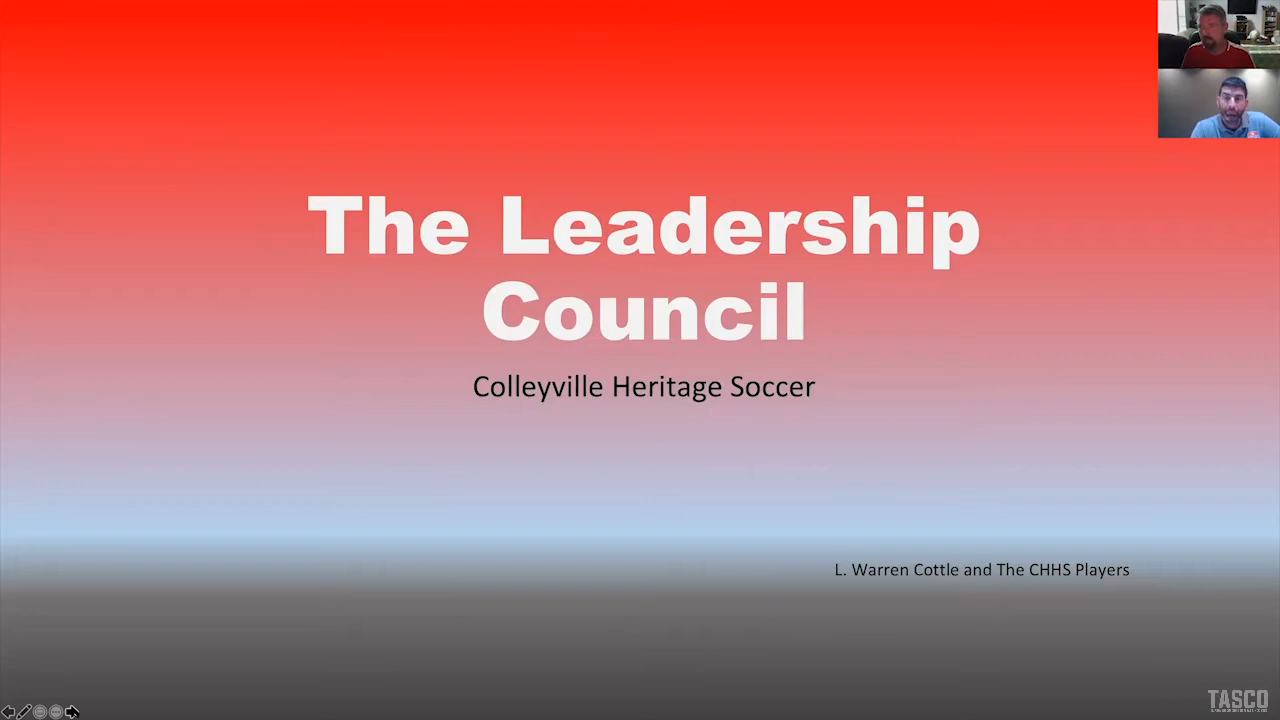 The Leadership
Council
Colleyville Heritage Soccer
L. Warren Cottle and The CHHS Players
TASCO